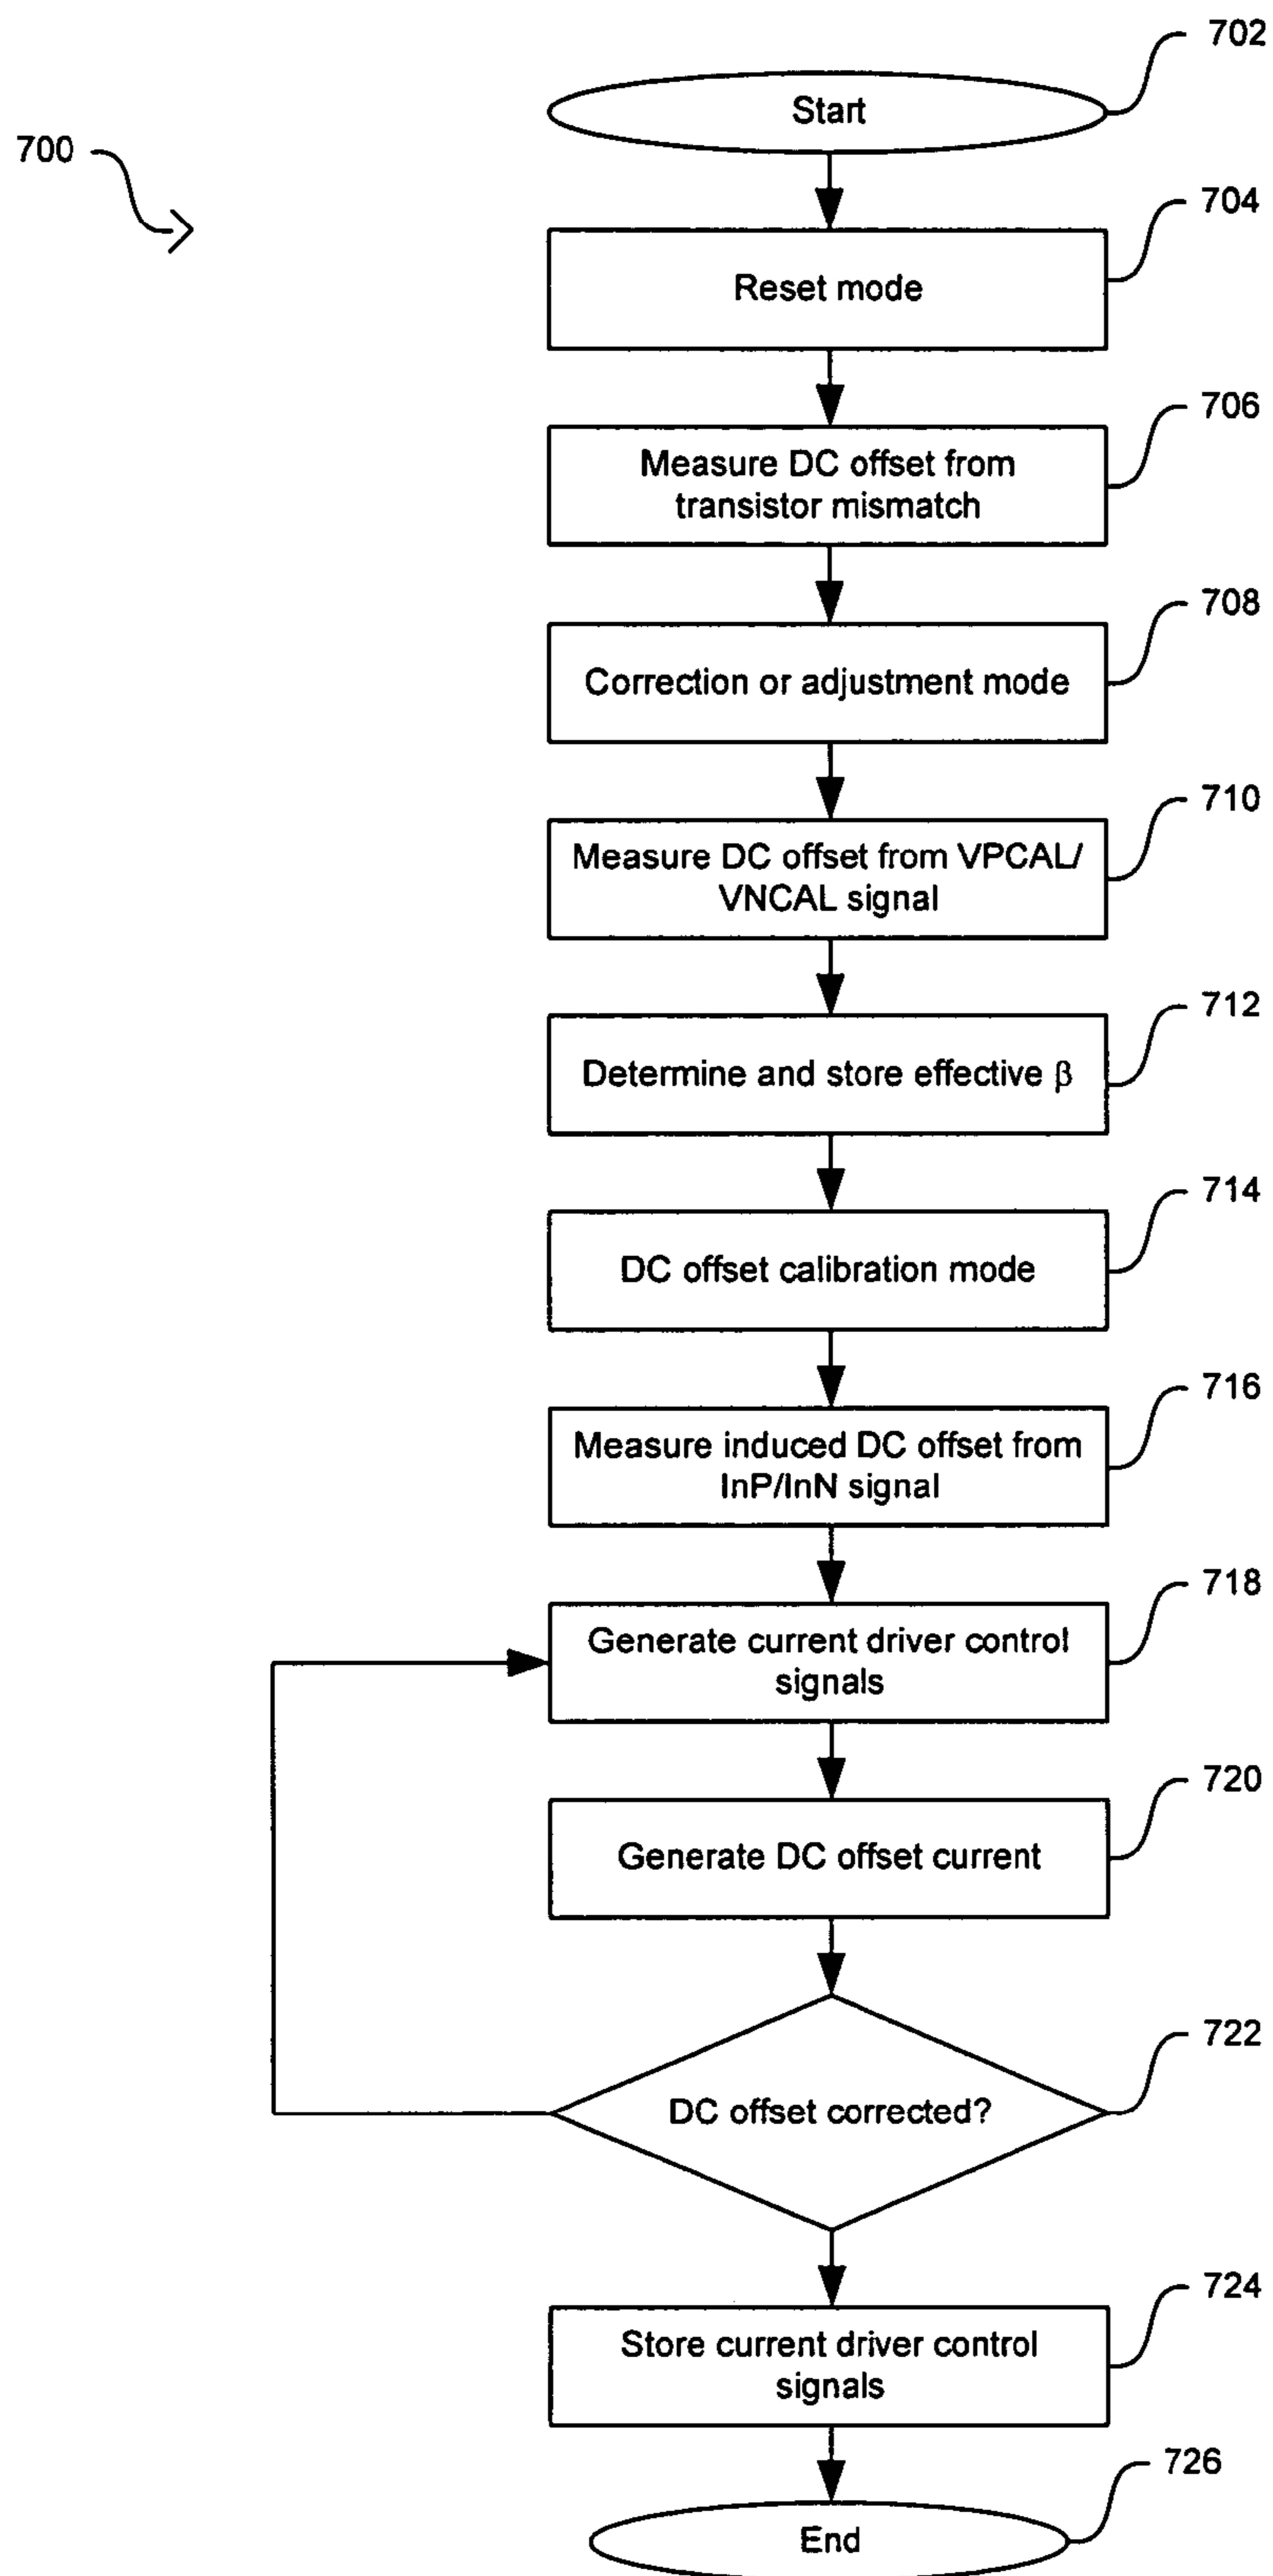 702
Start
700
704
Reset mode
706
Measure DC offset from
transistor mismatch
708
Correction or adjustment mode
710
Measure DC offset from VPCAL/
VNCAL signal
712
Determine and store effective β
714
DC offset calibration mode
716
Measure induced DC offset from
InP/InN signal
718
Generate current driver control
signals
720
Generate DC offset current
722
DC offset corrected?
724
Store current driver control
signals
726
End